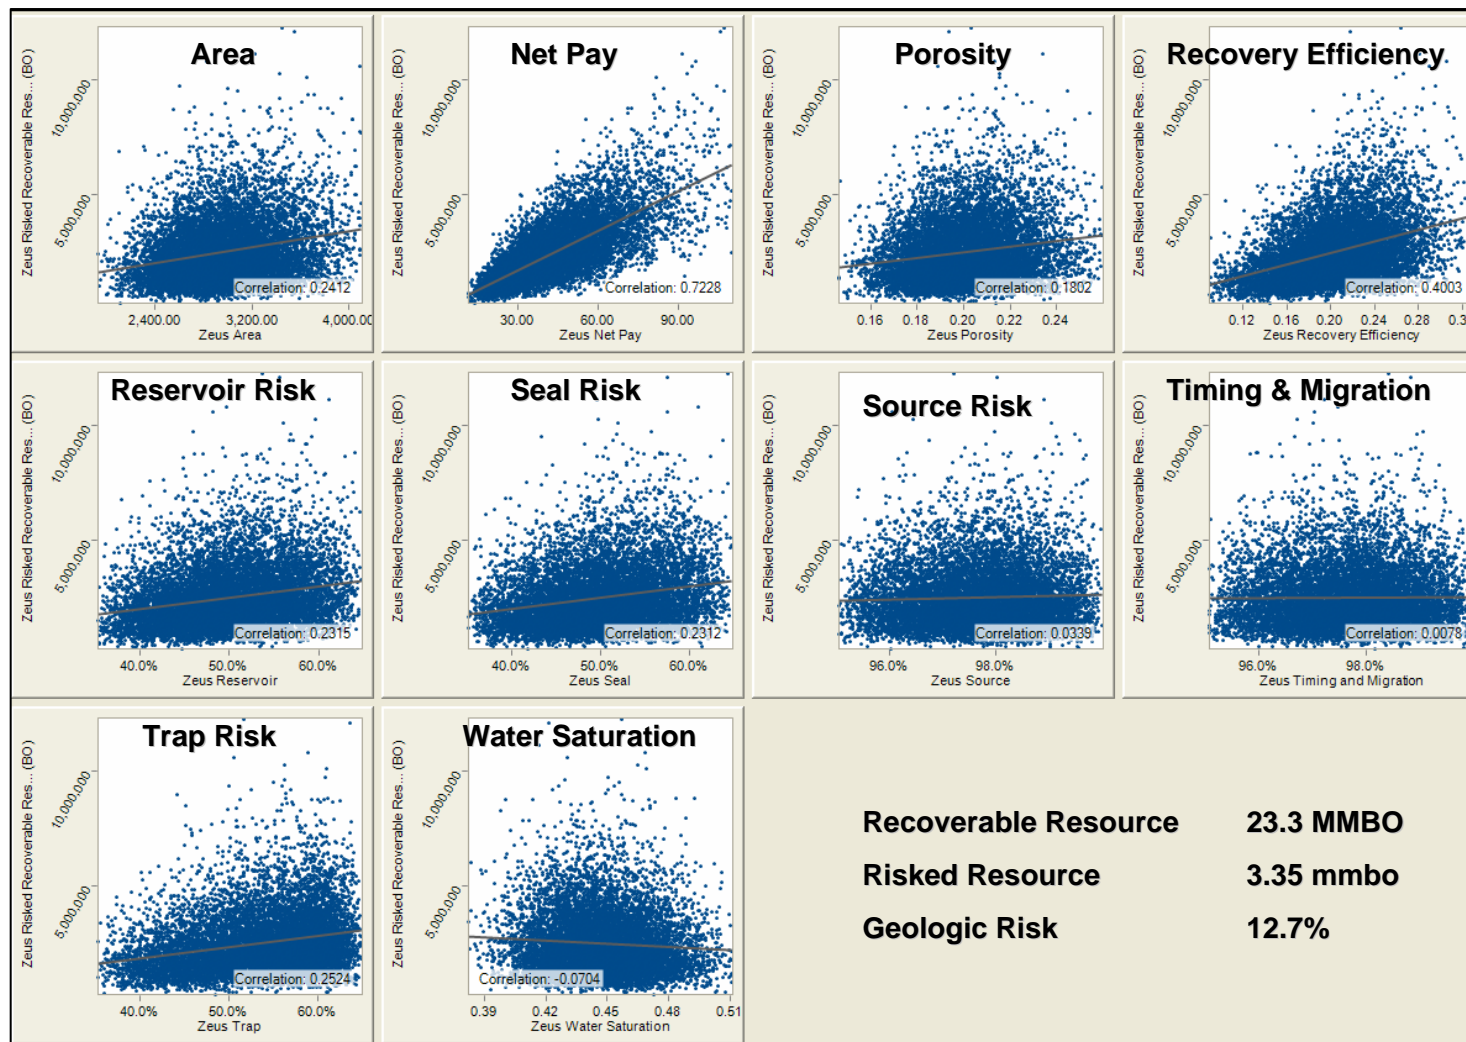 Area
Zeus Risked Recoverable Res... (BO)
10,000,000
5,000,000
Correlation: 0.2412
2,400.00 3,200.00 4,000.00
Zeus Area
Net Pay
Zeus Risked Recoverable Res... (BO)
10,000,000
5,000,000
Correlation: 0.7228
30.00 60.00 90.00
Zeus Net Pay
Porosity
Zeus Risked Recoverable Res... (BO)
10,000,000
5,000,000
Correlation: 0.1802
0.16 0.18 0.20 0.22 0.24
Zeus Porosity
Recovery Efficiency
Zeus Risked Recoverable Res... (BO)
10,000,000
5,000,000
Correlation: 0.4003
0.12 0.16 0.20 0.24 0.28 0.3
Zeus Recovery Efficiency
Reservoir Risk
Zeus Risked Recoverable Res... (BO)
10,000,000
5,000,000
Correlation: 0.2315
40.0% 50.0% 60.0%
Zeus Reservoir
Seal Risk
Zeus Risked Recoverable Res... (BO)
10,000,000
5,000,000
Correlation: 0.2312
40.0% 50.0% 60.0%
Zeus Seal
Source Risk
Zeus Risked Recoverable Res... (BO)
10,000,000
5,000,000
Correlation: 0.0339
96.0% 98.0%
Zeus Source
Timing & Migration
Zeus Risked Recoverable Res... (BO)
10,000,000
5,000,000
Correlation: 0.0078
96.0% 98.0%
Zeus Timing and Migration
Trap Risk
Zeus Risked Recoverable Res... (BO)
10,000,000
5,000,000
Correlation: 0.2524
40.0% 50.0% 60.0%
Zeus Trap
Water Saturation
Zeus Risked Recoverable Res... (BO)
10,000,000
5,000,000
Correlation: -0.0704
0.39 0.42 0.45 0.48 0.51
Zeus Water Saturation
Recoverable Resource 23.3 MMBO
Risked Resource 3.35 mmbo
Geologic Risk 12.7%